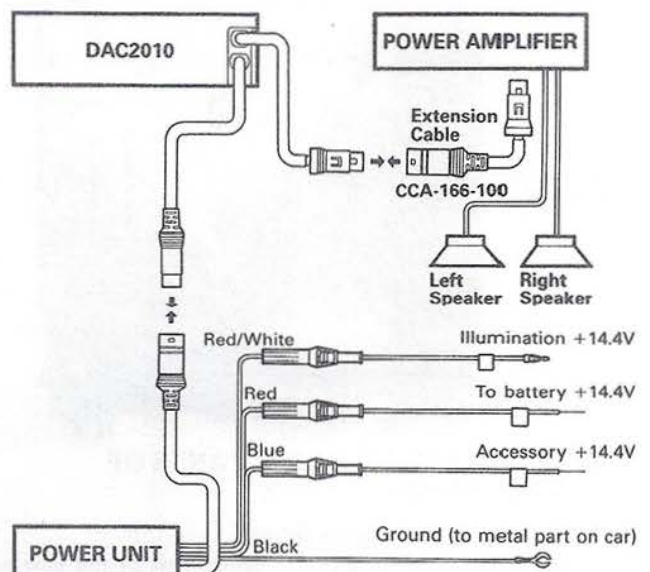 DAC2010
POWER AMPLIFIER
Extension
Cable
CCA-166-100
Left
Speaker
Right
Speaker
Red/White
Illumination +14.4V
Red
To battery +14.4V
Blue
Accessory +14.4V
POWER UNIT
Black
Ground (to metal part on car)